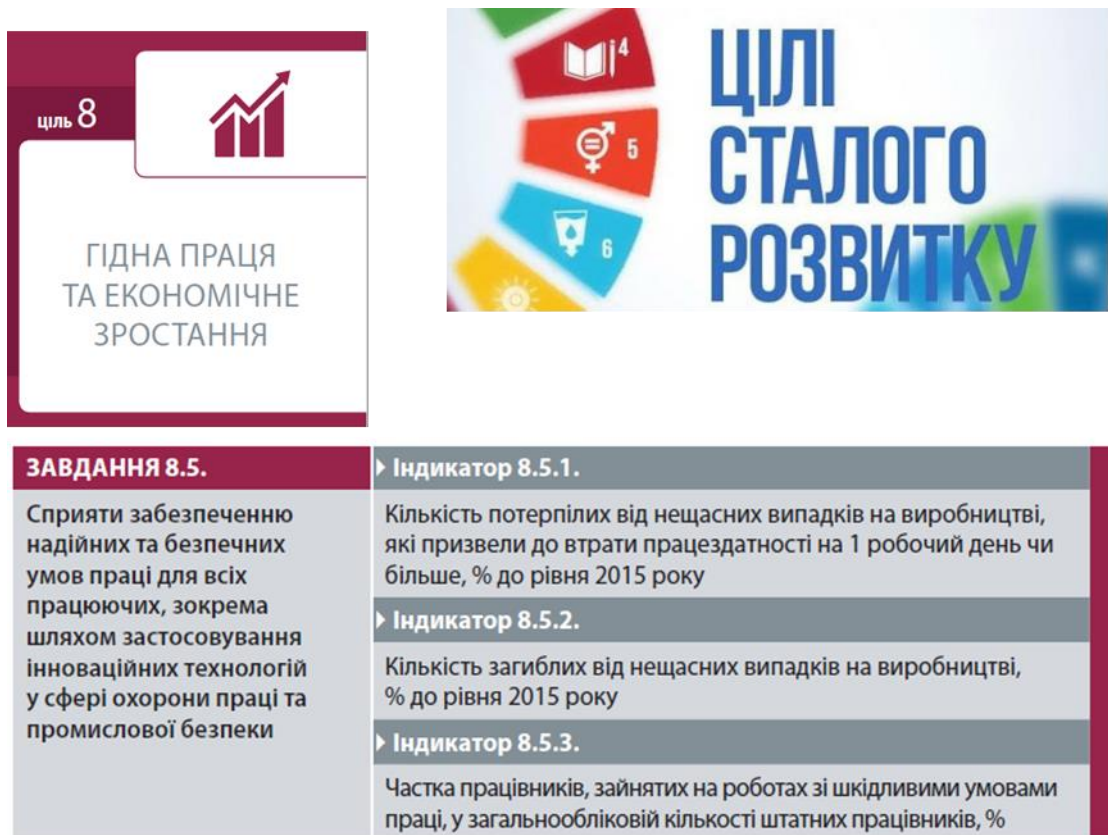 ціль 8
ГІДНА ПРАЦЯ
ТА ЕКОНОМІЧНЕ
ЗРОСТАННЯ
4
5
6
ЦІЛІ
СТАЛОГО
РОЗВИТКУ
ЗАВДАННЯ 8.5.
Сприяти забезпеченню
надійних та безпечних
умов праці для всіх
працюючих, зокрема
шляхом застосовування
інноваційних технологій
у сфері охорони праці та
промислової безпеки
Індикатор 8.5.1.
Кількість потерпілих від нещасних випадків на виробництві,
які призвели до втрати працездатності на 1 робочий день чи
більше, % до рівня 2015 року
Індикатор 8.5.2.
Кількість загиблих від нещасних випадків на виробництві,
% до рівня 2015 року
Індикатор 8.5.3.
Частка працівників, зайнятих на роботах зі шкідливими умовами
праці, у загальнообліковій кількості штатних працівників, %